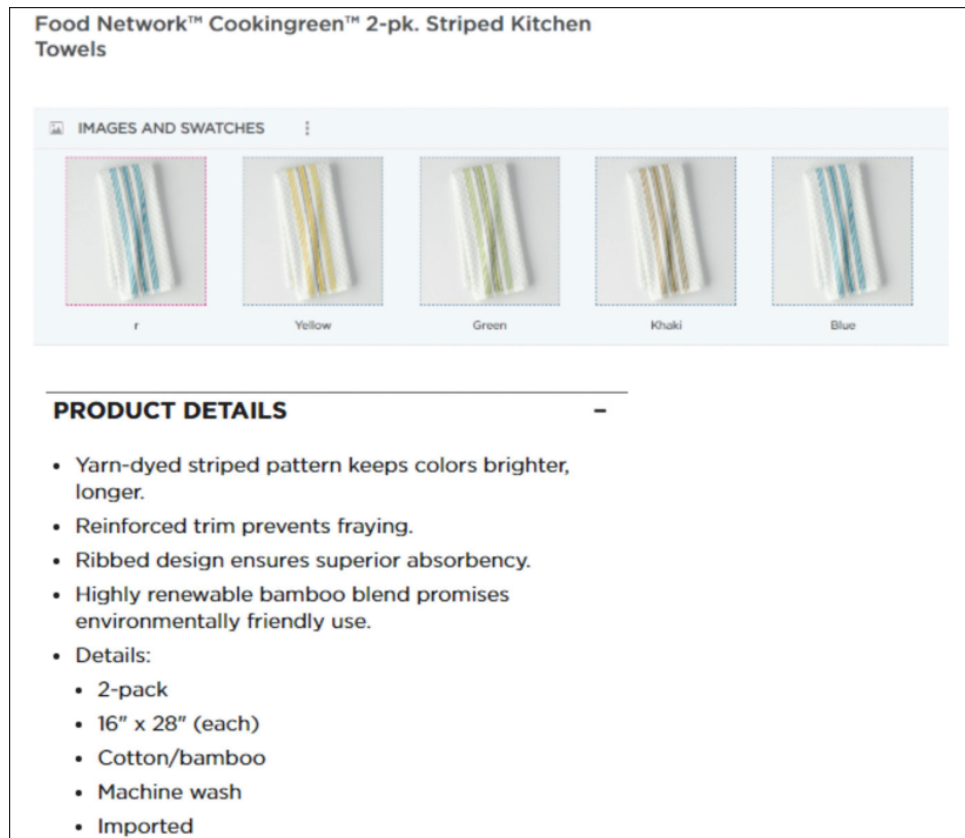 Food Network™ Cookingreen™ 2-pk. Striped Kitchen
Towels
IMAGES AND SWATCHES
r
Yellow
Green
Khaki
Blue
PRODUCT DETAILS
• Yarn-dyed striped pattern keeps colors brighter,
longer.
• Reinforced trim prevents fraying.
• Ribbed design ensures superior absorbency.
• Highly renewable bamboo blend promises
environmentally friendly use.
• Details:
• 2-pack
• 16" x 28" (each)
• Cotton/bamboo
• Machine wash
• Imported